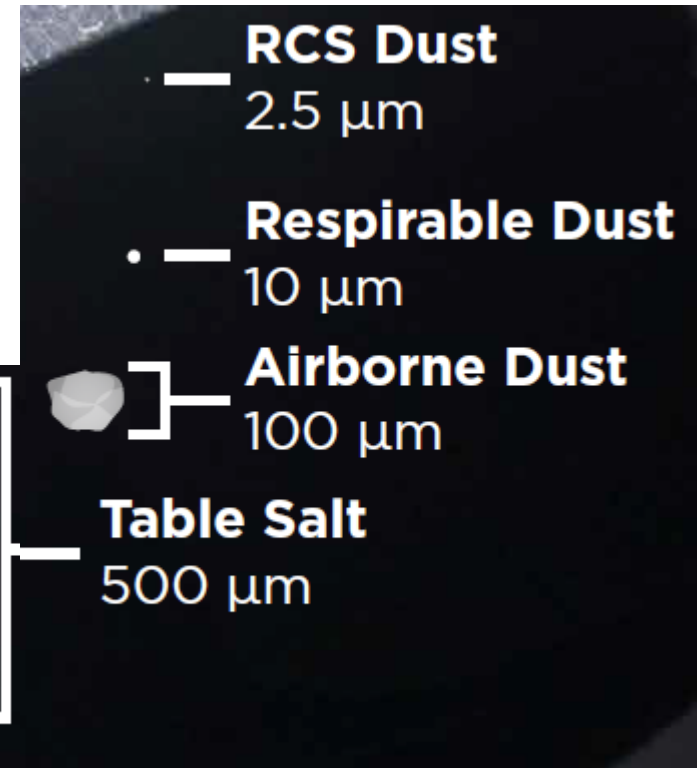 RCS Dust
2.5 μm
Respirable Dust
10 μm
Airborne Dust
100 μm
Table Salt
500 μm